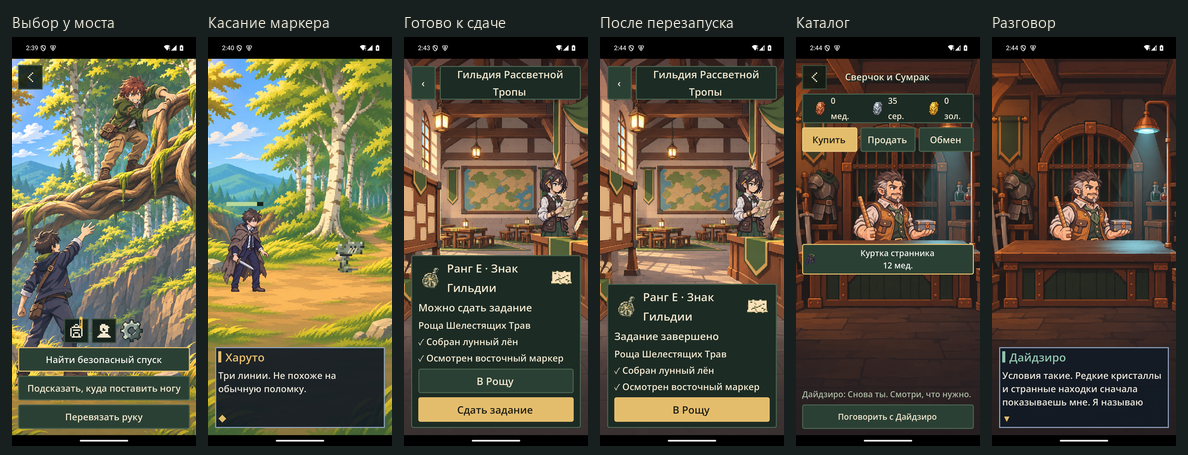 Выбор у моста
2:39
Найти безопасный спуск
Подсказать, куда поставить ногу
Перевязать руку
Касание маркера
2:40
Харуто
Три линии. Не похоже на
обычную поломку.
Готово к сдаче
2:43
Гильдия Рассветной
Тропы
Ранг E · Знак
Гильдии
Можно сдать задание
Роща Шелестящих Трав
✓ Собран лунный лён
✓ Осмотрен восточный маркер
В Рощу
Сдать задание
После перезапуска
2:44
Гильдия Рассветной
Тропы
Ранг E · Знак
Гильдии
Задание завершено
Роща Шелестящих Трав
✓ Собран лунный лён
✓ Осмотрен восточный маркер
В Рощу
Каталог
2:44
Сверчок и Сумрак
0
мед.
35
сер.
0
зол.
Купить
Продать
Обмен
Куртка странника
12 мед.
Дайдзиро: Снова ты. Смотри, что нужно.
Поговорить с Дайдзиро
Разговор
2:44
Дайдзиро
Условия такие. Редкие кристаллы
и странные находки сначала
показываешь мне. Я называю